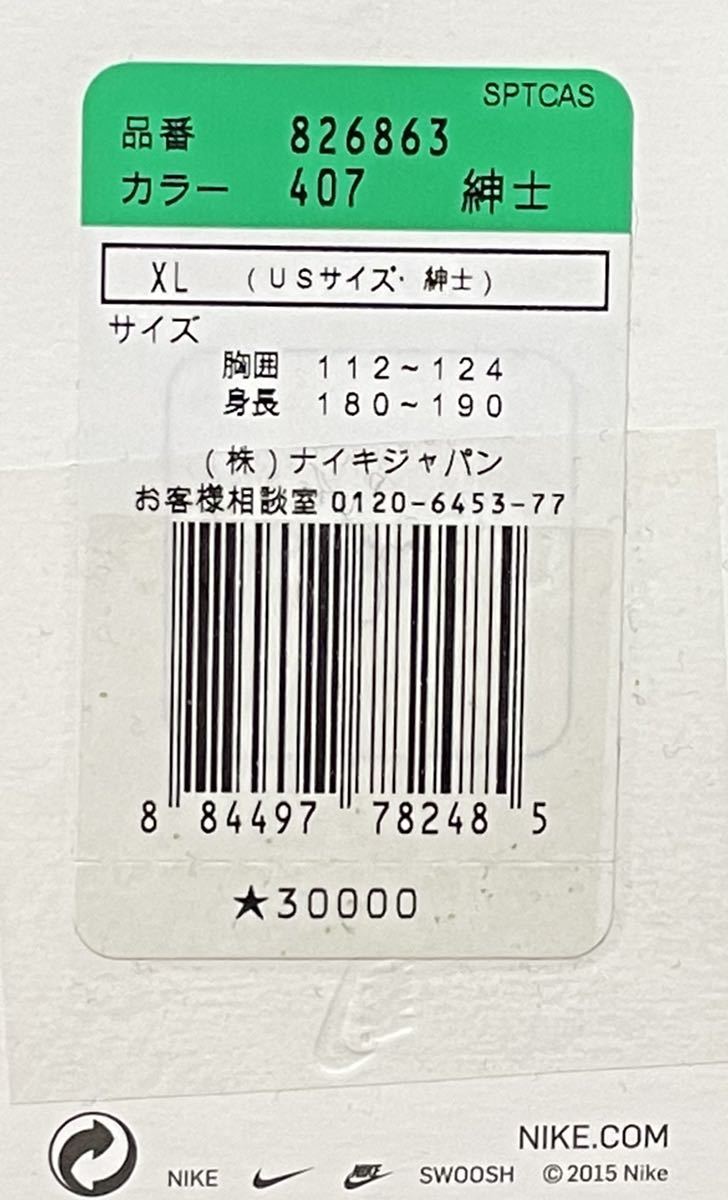 SPTCAS
品番 826863
カラー 407 紳士
XL (USサイズ・紳士)
サイズ
胸囲 112~124
身長 180~190
(株)ナイキジャパン
お客様相談室 0120-6453-77
8 84497 78248 5
★30000
NIKE.COM
NIKE NIKE SWOOSH ©2015 Nike